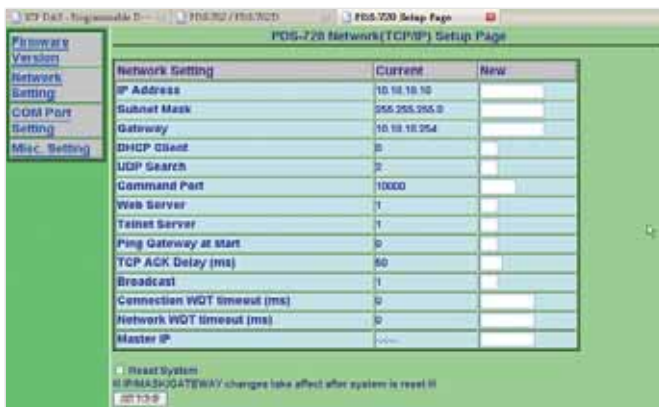 PDS-702 / PDS-702D
PDS-720 Setup Page
Firmware
Version
Network
Setting
COM Port
Setting
Misc. Setting
PDS-720 Network(TCP/IP) Setup Page
Network Setting Current New
IP Address 10.10.10.10
Subnet Mask 255.255.255.0
Gateway 10.10.10.254
DHCP Client 0
UDP Search 2
Command Port 10000
Web Server 1
Telnet Server 1
Ping Gateway at start 0
TCP ACK Delay (ms) 50
Broadcast 1
Connection WDT timeout (ms) 0
Network WDT timeout (ms) 0
Master IP
Reset System
!!! IP/MASK/GATEWAY changes take affect after system is reset !!!